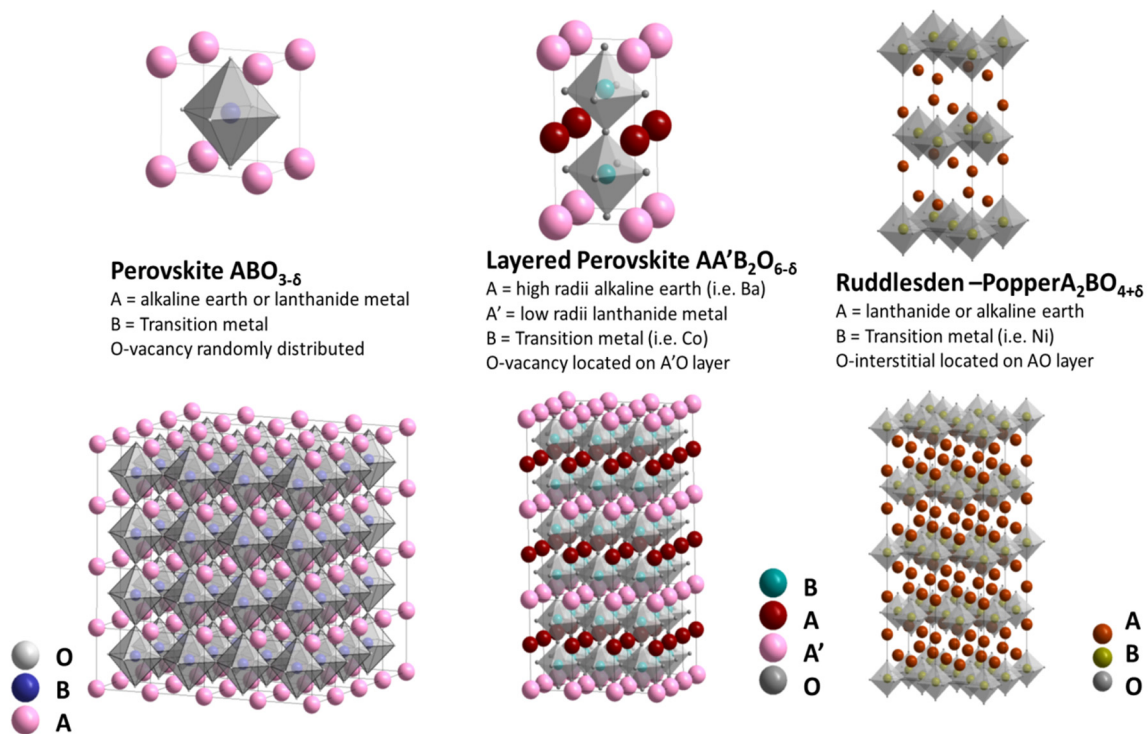 Perovskite ABO₃₋δ
A = alkaline earth or lanthanide metal
B = Transition metal
O-vacancy randomly distributed
Layered Perovskite AA’B₂O₆₋δ
A = high radii alkaline earth (i.e. Ba)
A’ = low radii lanthanide metal
B = Transition metal (i.e. Co)
O-vacancy located on A’O layer
Ruddlesden –PopperA₂BO₄₊δ
A = lanthanide or alkaline earth
B = Transition metal (i.e. Ni)
O-interstitial located on AO layer
O
B
A
B
A
A’
O
A
B
O